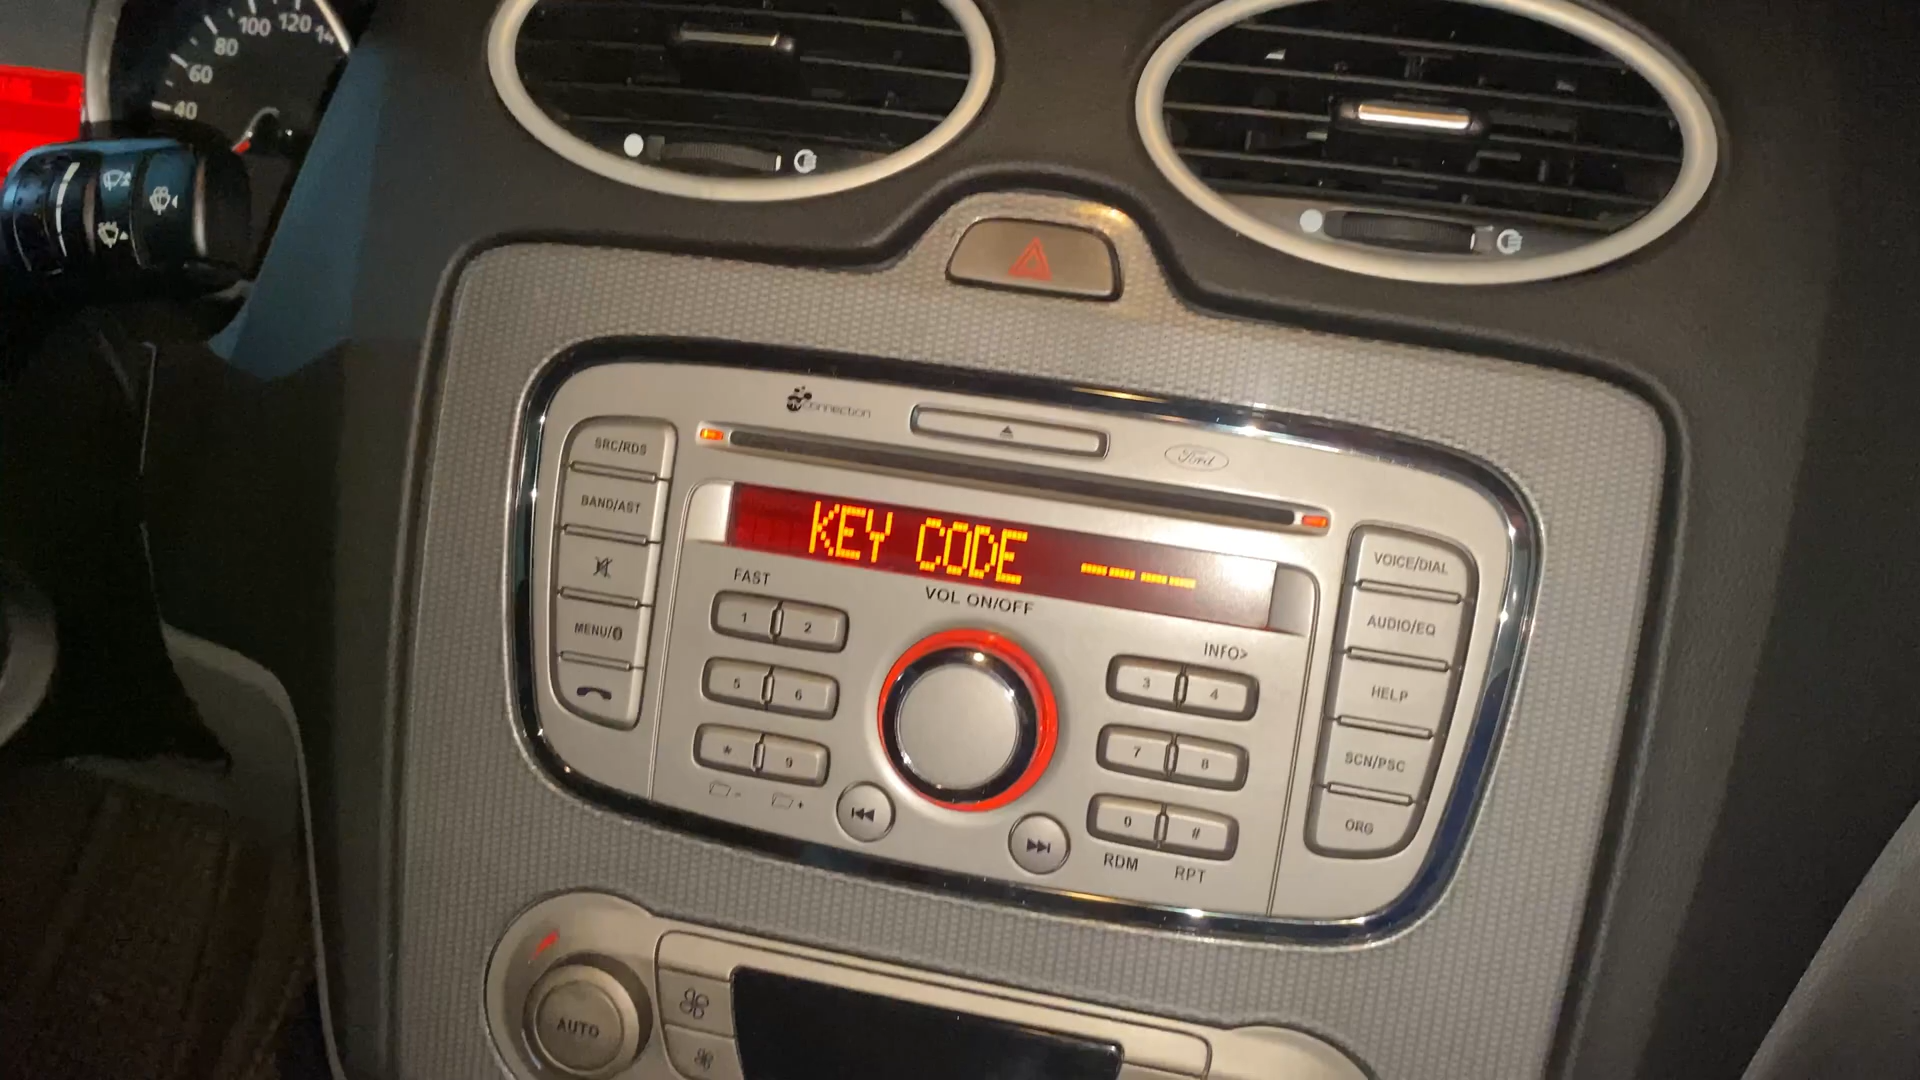 40
60
80
100
120
14
My Connection
Ford
SRC/RDS
BAND/AST
MENU
KEY CODE ----
FAST
VOL ON/OFF
1 2
5 6
* 9
INFO>
3 4
7 8
0 #
RDM RPT
VOICE/DIAL
AUDIO/EQ
HELP
SCN/PSC
ORG
AUTO